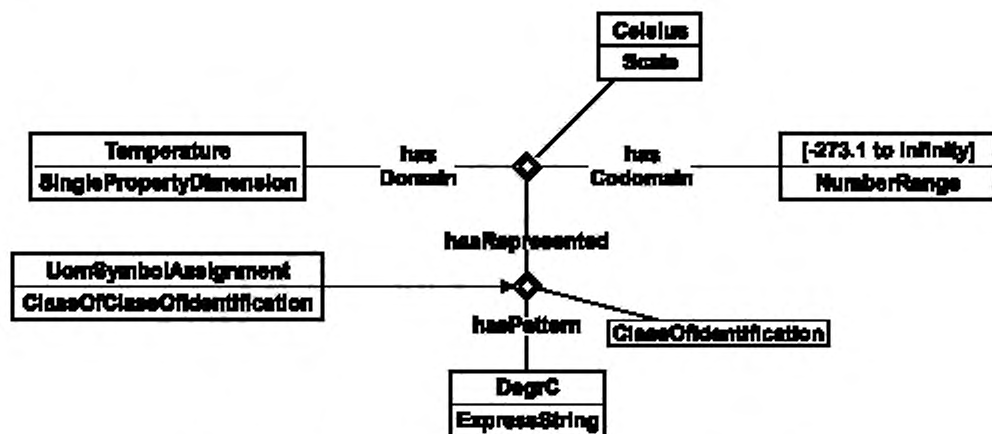 Celsius
Scale
Temperature
SinglePropertyDimension
has
Domain
has
Codomain
[-273.1 to infinity]
NumberRange
hasRepresented
UomSymbolAssignment
ClassOfClassOfIdentification
hasPattern
ClassOfIdentification
DegrC
ExpressString